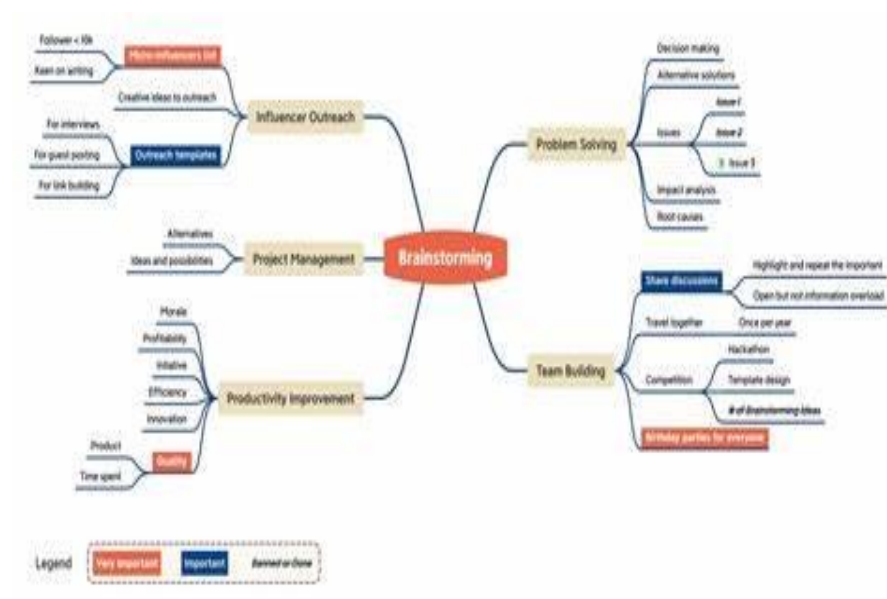 Brainstorming
Influencer Outreach
Micro-influencers list
Follower < 10k
Keen on writing
Creative ideas to outreach
Outreach templates
For interviews
For guest posting
For link building
Project Management
Alternatives
Ideas and possibilities
Productivity Improvement
Morale
Profitability
Initiative
Efficiency
Innovation
Quality
Product
Time spent
Problem Solving
Decision making
Alternative solutions
Issues
Issue 1
Issue 2
Issue 3
Impact analysis
Root causes
Team Building
Share discussions
Highlight and repeat the important
Open but not information overload
Travel together
Once per year
Competition
Hackathon
Template design
# of Brainstorming Ideas
Birthday parties for everyone
Legend
Very important
Important
Banned or Done